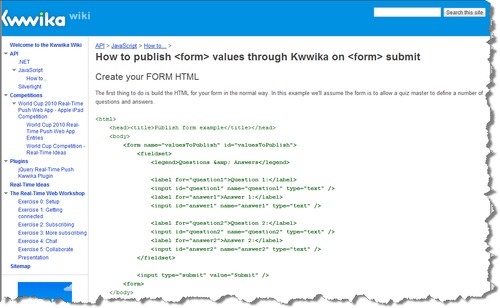 Kwwika wiki
Search this site
Welcome to the Kwwika Wiki
API
.NET
JavaScript
How to...
Silverlight
Competitions
World Cup 2010 Real-Time Push Web App - Apple iPad Competition
World Cup 2010 Real-Time Push Web App Entries
World Cup Competition - Real-Time Ideas
Plugins
jQuery Real-Time Push Kwwika Plugin
Real-Time Ideas
The Real-Time Web Workshop
Exercise 0: Setup
Exercise 1: Getting connected
Exercise 2: Subscribing
Exercise 3: More subscribing
Exercise 4: Chat
Exercise 5: Collaborate
Presentation
Sitemap
API > JavaScript > How to... >
How to publish <form> values through Kwwika on <form> submit
Create your FORM HTML
The first thing to do is build the HTML for your form in the normal way. In this example we'll assume the form is to allow a quiz master to define a number of
questions and answers.
<html>
<head><title>Publish form example</title></head>
<body>
<form name="valuesToPublish" id="valuesToPublish">
<fieldset>
<legend>Questions &amp; Answers</legend>
<label for="question1">Question 1:</label>
<input id="question1" name="question1" type="text" />
<label for="answer1">Answer 1:</label>
<input id="answer1" name="answer1" type="text" />
<label for="question2">Question 2:</label>
<input id="question2" name="question2" type="text" />
<label for="answer2">Answer 2:</label>
<input id="answer2" name="answer2" type="text" />
</fieldset>
<input type="submit" value="Submit" />
<form>
</body>